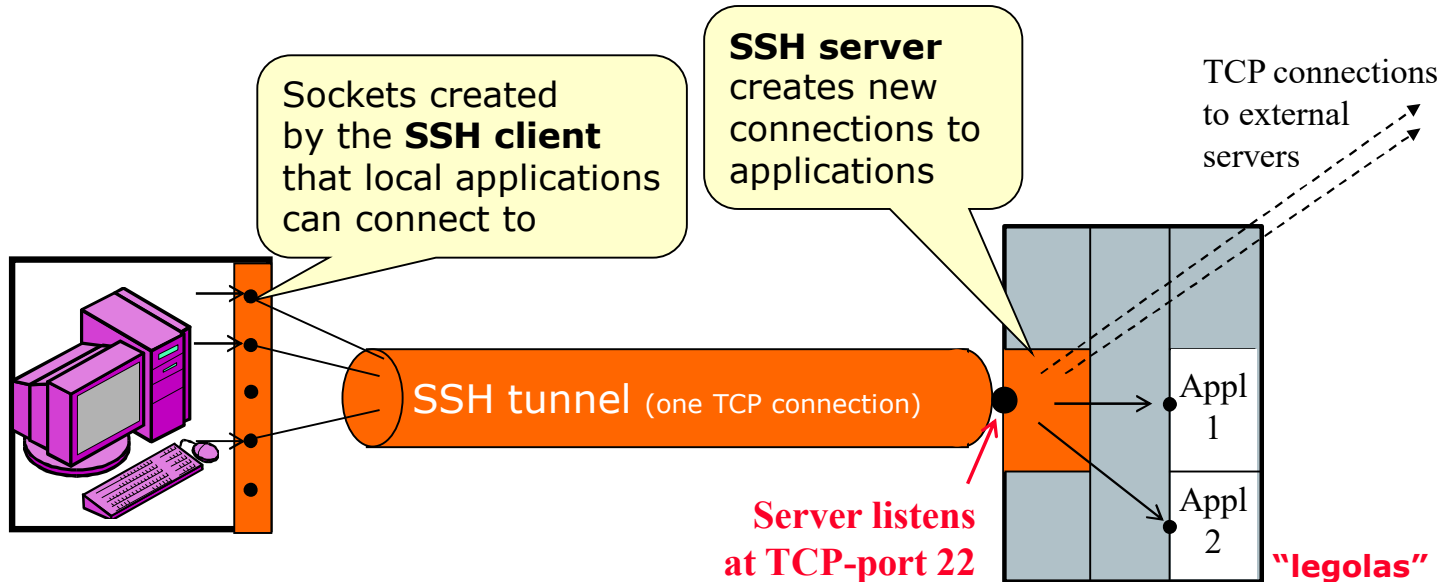 Sockets created
by the SSH client
that local applications
can connect to
SSH server
creates new
connections to
applications
TCP connections
to external
servers
SSH tunnel (one TCP connection)
Appl
1
Appl
2
Server listens
at TCP-port 22
“legolas”